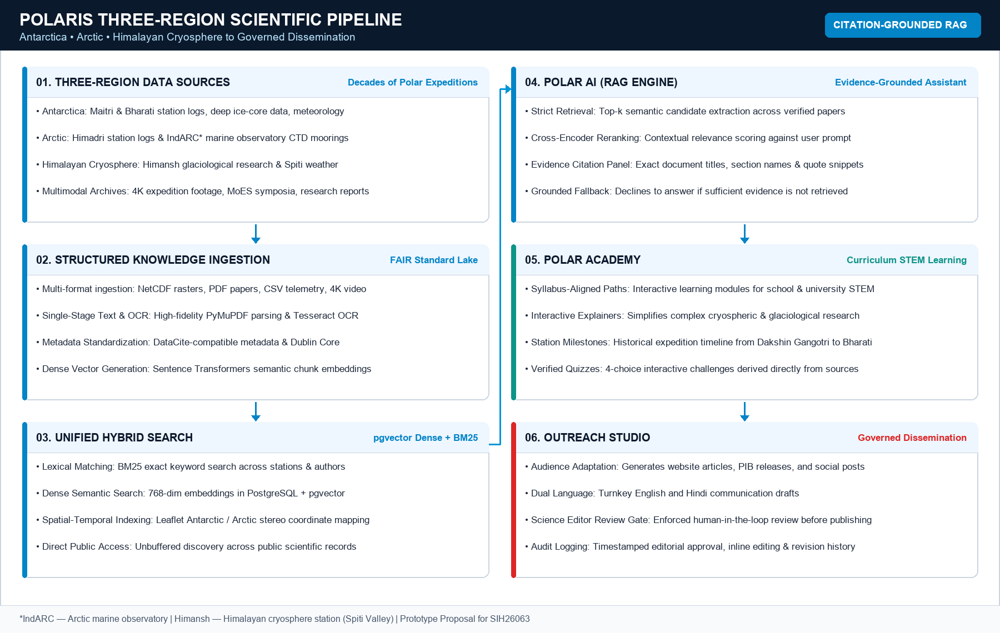 POLARIS THREE-REGION SCIENTIFIC PIPELINE
Antarctica • Arctic • Himalayan Cryosphere to Governed Dissemination
CITATION-GROUNDED RAG
01. THREE-REGION DATA SOURCES
Decades of Polar Expeditions
• Antarctica: Maitri & Bharati station logs, deep ice-core data, meteorology
• Arctic: Himadri station logs & IndARC* marine observatory CTD moorings
• Himalayan Cryosphere: Himansh glaciological research & Spiti weather
• Multimodal Archives: 4K expedition footage, MoES symposia, research reports
02. STRUCTURED KNOWLEDGE INGESTION
FAIR Standard Lake
• Multi-format ingestion: NetCDF rasters, PDF papers, CSV telemetry, 4K video
• Single-Stage Text & OCR: High-fidelity PyMuPDF parsing & Tesseract OCR
• Metadata Standardization: DataCite-compatible metadata & Dublin Core
• Dense Vector Generation: Sentence Transformers semantic chunk embeddings
03. UNIFIED HYBRID SEARCH
pgvector Dense + BM25
• Lexical Matching: BM25 exact keyword search across stations & authors
• Dense Semantic Search: 768-dim embeddings in PostgreSQL + pgvector
• Spatial-Temporal Indexing: Leaflet Antarctic / Arctic stereo coordinate mapping
• Direct Public Access: Unbuffered discovery across public scientific records
04. POLAR AI (RAG ENGINE)
Evidence-Grounded Assistant
• Strict Retrieval: Top-k semantic candidate extraction across verified papers
• Cross-Encoder Reranking: Contextual relevance scoring against user prompt
• Evidence Citation Panel: Exact document titles, section names & quote snippets
• Grounded Fallback: Declines to answer if sufficient evidence is not retrieved
05. POLAR ACADEMY
Curriculum STEM Learning
• Syllabus-Aligned Paths: Interactive learning modules for school & university STEM
• Interactive Explainers: Simplifies complex cryospheric & glaciological research
• Station Milestones: Historical expedition timeline from Dakshin Gangotri to Bharati
• Verified Quizzes: 4-choice interactive challenges derived directly from sources
06. OUTREACH STUDIO
Governed Dissemination
• Audience Adaptation: Generates website articles, PIB releases, and social posts
• Dual Language: Turnkey English and Hindi communication drafts
• Science Editor Review Gate: Enforced human-in-the-loop review before publishing
• Audit Logging: Timestamped editorial approval, inline editing & revision history
*IndARC — Arctic marine observatory | Himansh — Himalayan cryosphere station (Spiti Valley) | Prototype Proposal for SIH26063